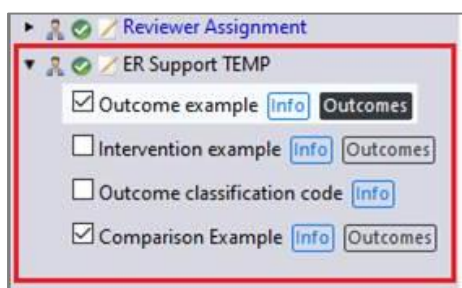 Reviewer Assignment
ER Support TEMP
Outcome example Info Outcomes
Intervention example Info Outcomes
Outcome classification code Info
Comparison Example Info Outcomes